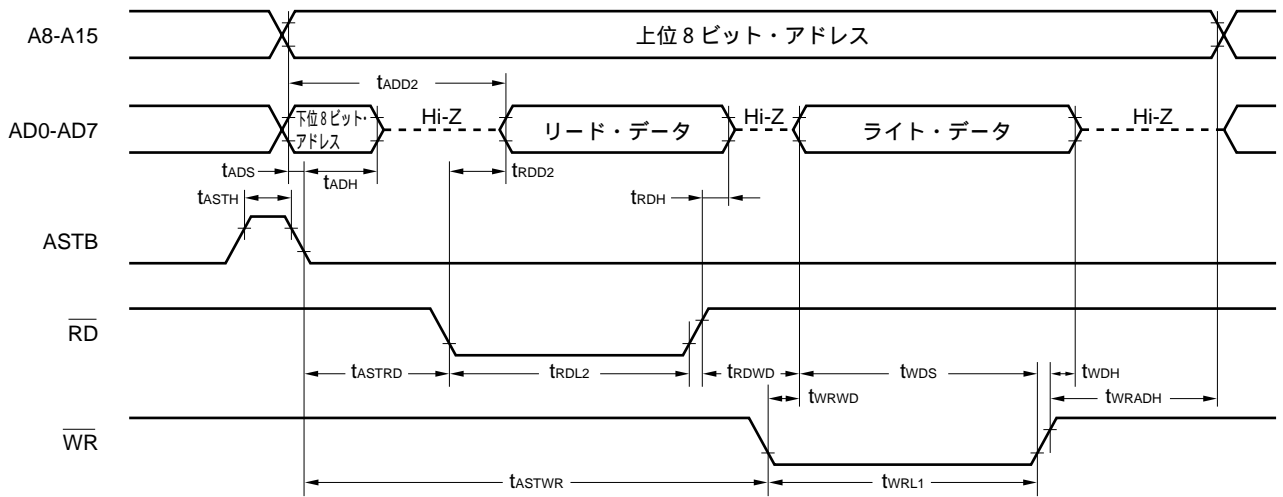 A8-A15
上位8ビット・アドレス
tADD2
AD0-AD7
下位8ビット・
アドレス
Hi-Z
リード・データ
Hi-Z
ライト・データ
Hi-Z
tADS
tADH
tRDD2
tASTH
tRDH
ASTB
RD
tASTRD
tRDL2
tRDWD
tWDS
tWDH
tWRWD
tWRADH
WR
tASTWR
tWRL1